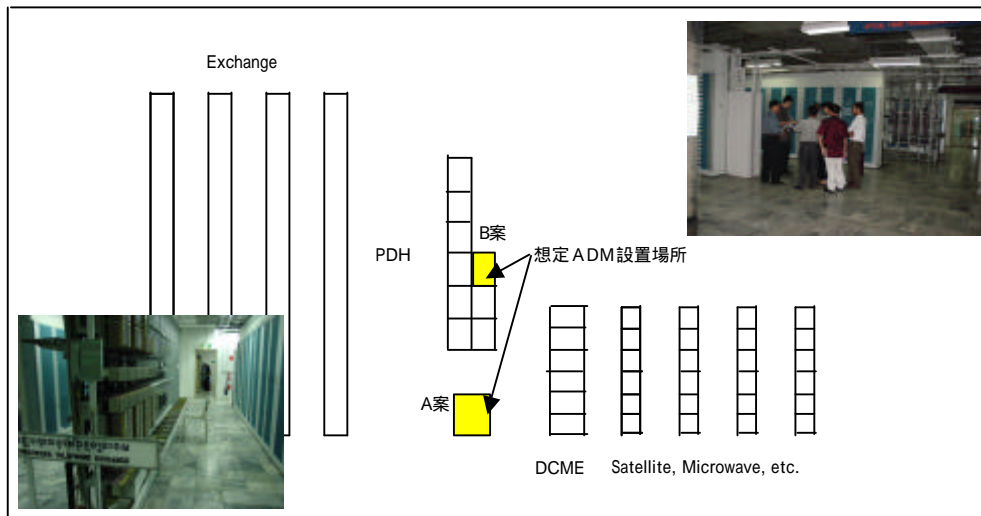 Exchange
PDH
B案
想定ADM設置場所
A案
DCME
Satellite, Microwave, etc.